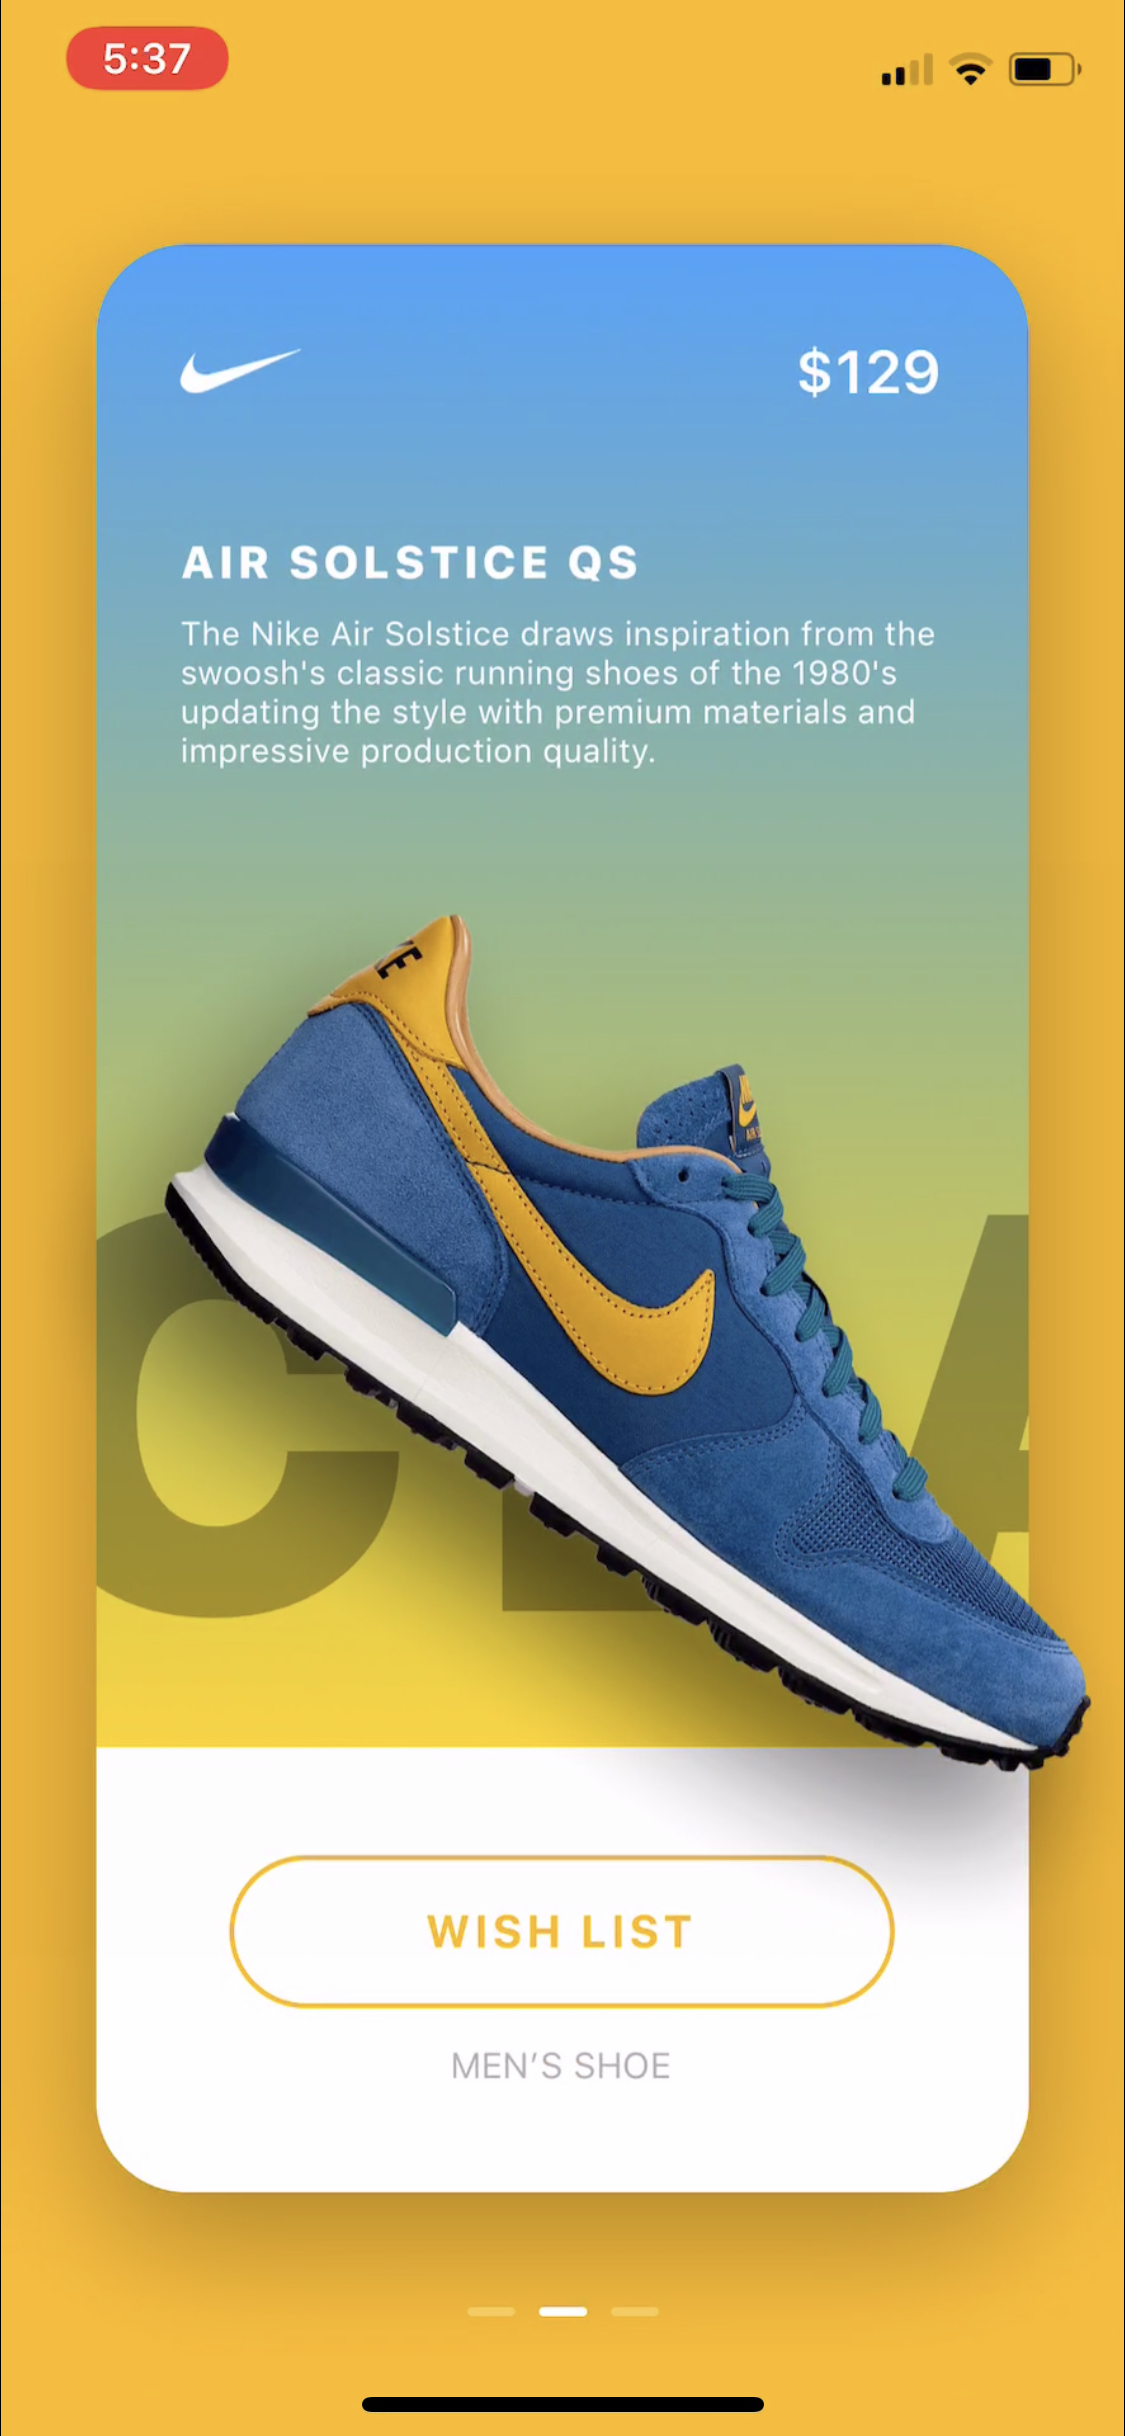 5:37
$129
AIR SOLSTICE QS
The Nike Air Solstice draws inspiration from the
swoosh's classic running shoes of the 1980's
updating the style with premium materials and
impressive production quality.
WISH LIST
MEN’S SHOE